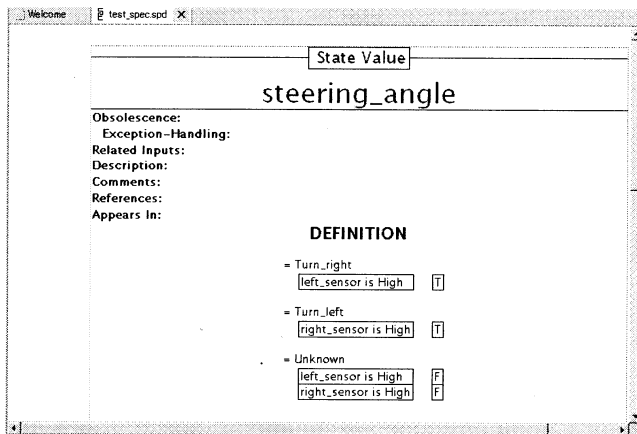 Welcome
test_spec.spd X
State Value
steering_angle
Obsolescence:
Exception-Handling:
Related Inputs:
Description:
Comments:
References:
Appears In:
DEFINITION
= Turn_right
left_sensor is High T
= Turn_left
right_sensor is High T
= Unknown
left_sensor is High F
right_sensor is High F